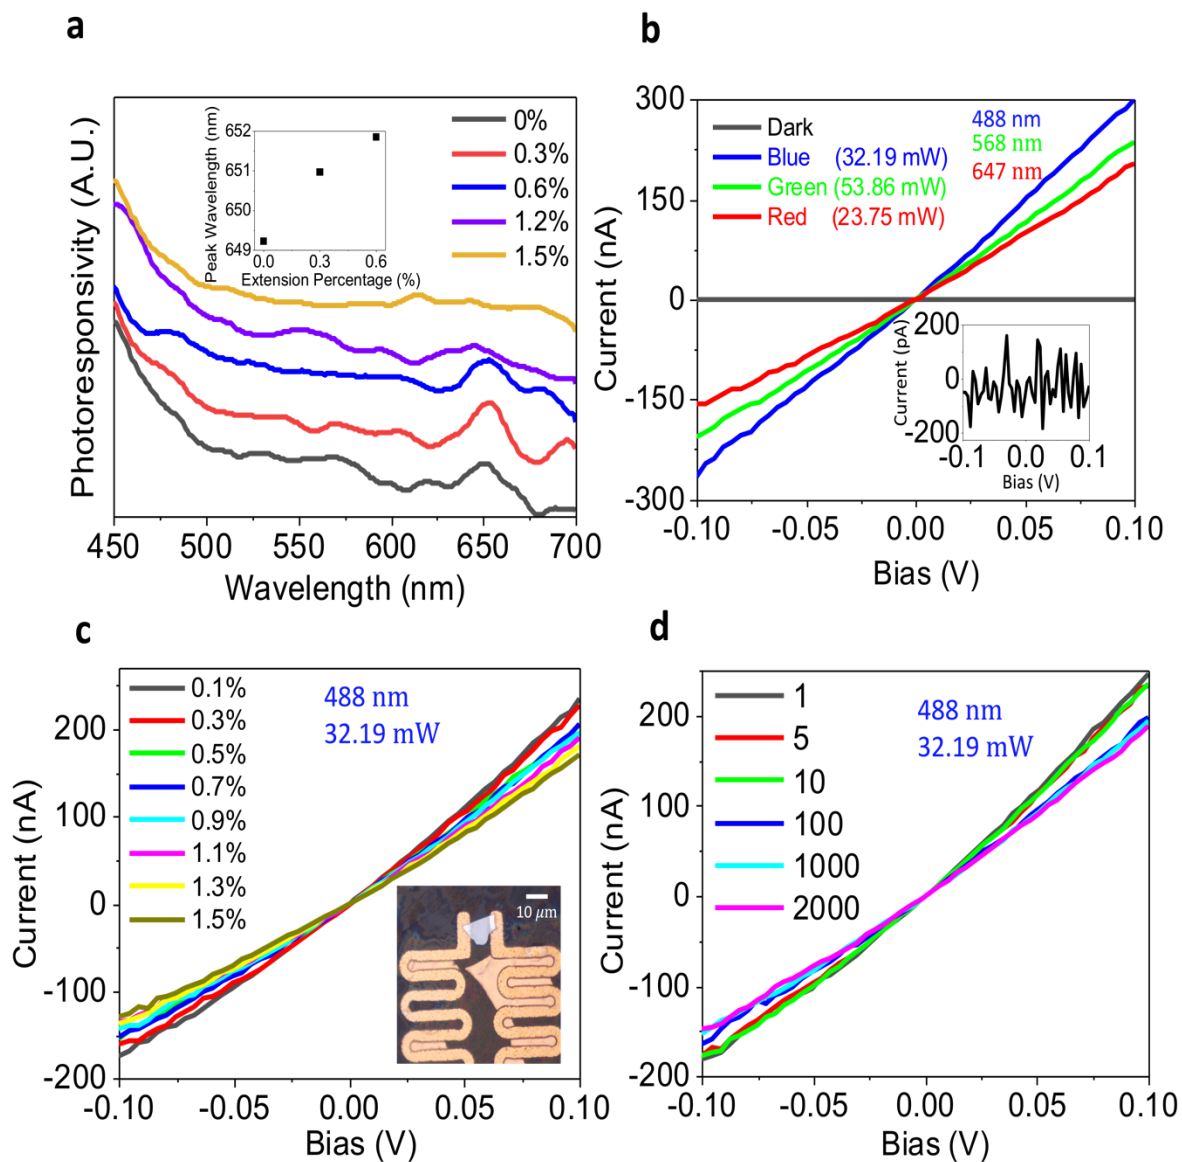 a
Photoresponsivity (A.U.)
Peak Wavelength (nm)
652
651
650
649
0.0 0.3 0.6
Extension Percentage (%)
0%
0.3%
0.6%
1.2%
1.5%
450 500 550 600 650 700
Wavelength (nm)
b
Current (nA)
300
150
0
-150
-300
Dark
Blue (32.19 mW)
Green (53.86 mW)
Red (23.75 mW)
488 nm
568 nm
647 nm
Current (pA)
200
0
-200
-0.1 0.0 0.1
Bias (V)
-0.10 -0.05 0.00 0.05 0.10
Bias (V)
c
Current (nA)
200
100
0
-100
-200
0.1%
0.3%
0.5%
0.7%
0.9%
1.1%
1.3%
1.5%
488 nm
32.19 mW
10 μm
-0.10 -0.05 0.00 0.05 0.10
Bias (V)
d
Current (nA)
200
100
0
-100
-200
1
5
10
100
1000
2000
488 nm
32.19 mW
-0.10 -0.05 0.00 0.05 0.10
Bias (V)